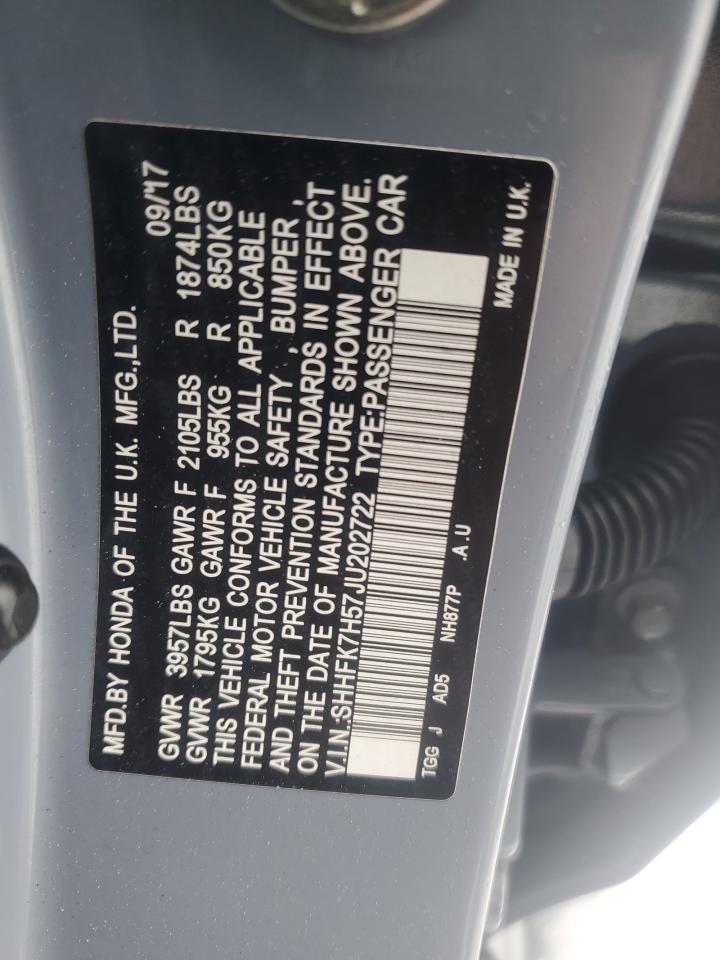 MFD.BY HONDA OF THE U.K. MFG.,LTD. 09/'17
GVWR 3957LBS GAWR F 2105LBS R 1874LBS
GVWR 1795KG GAWR F 955KG R 850KG
THIS VEHICLE CONFORMS TO ALL APPLICABLE
FEDERAL MOTOR VEHICLE SAFETY , BUMPER ,
AND THEFT PREVENTION STANDARDS IN EFFECT
ON THE DATE OF MANUFACTURE SHOWN ABOVE.
V.I.N.:SHHFK7H57JU202722 TYPE:PASSENGER CAR
TGG J AD5 NH877P .A.U MADE IN U.K.